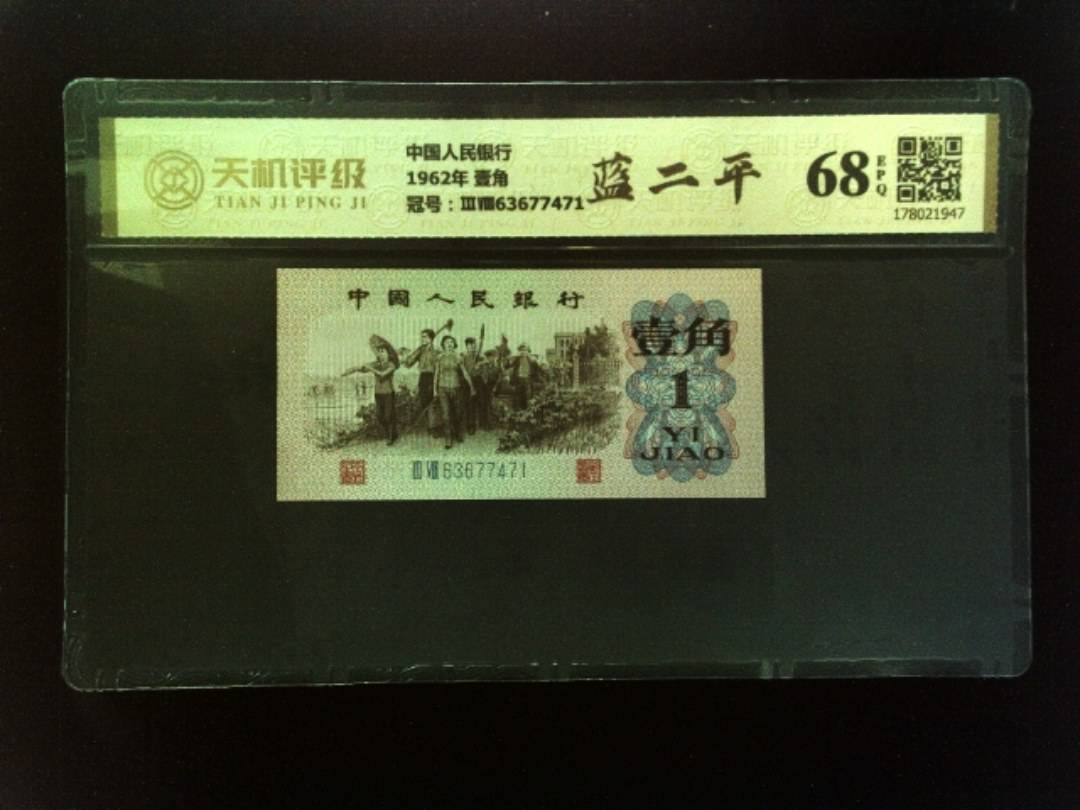 天机评级
TIAN JI PING JI
中国人民银行
1962年 壹角
冠号：ⅢⅧ63677471
蓝二平
68
EPQ
178021947
中國人民銀行
壹角
1
YI
JIAO
ⅢⅧ63677471